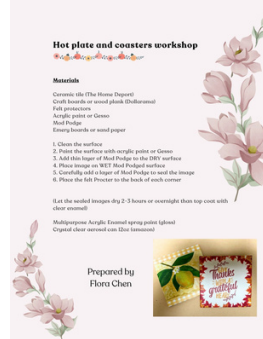 Hot plate and coasters workshop
Materials
Ceramic tile (The Home Depot)
Craft boards or wood plank (Dollarama)
Felt protectors
Acrylic paint or Gesso
Mod Podge
Emery boards or sand paper
1. Clean the surface
2. Paint the surface with acrylic paint or Gesso
3. Add thin layer of Mod Podge to the DRY surface
4. Place image on WET Mod Podged surface
5. Carefully add a layer of Mod Podge to seal the image
6. Place the felt Procter to the back of each corner
(Let the sealed images dry 2-3 hours or overnight than top coat with
clear enamel)
Multipurpose Acrylic Enamel spray paint (gloss)
Crystal clear aerosol can (2oz (amazon)
Prepared by
Flora Chen
Thanks
grateful